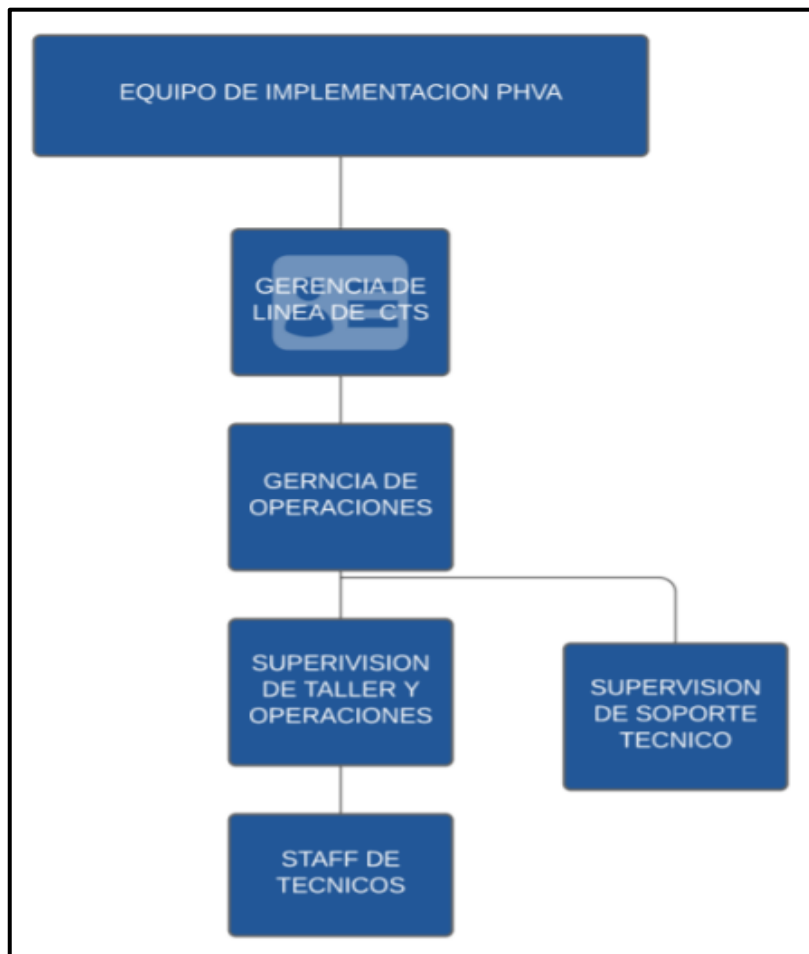 EQUIPO DE IMPLEMENTACION PHVA
GERENCIA DE
LINEA DE CTS
GERNCIA DE
OPERACIONES
SUPERIVISION
DE TALLER Y
OPERACIONES
SUPERVISION
DE SOPORTE
TECNICO
STAFF DE
TECNICOS